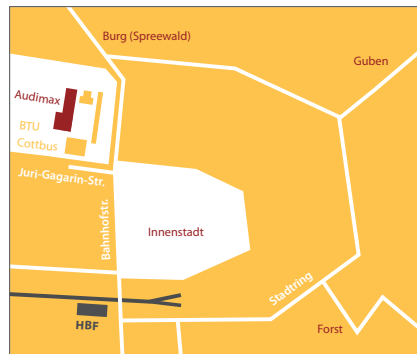 Burg (Spreewald)
Guben
Audimax
BTU
Cottbus
Juri-Gagarin-Str.
Bahnhofstr.
Innenstadt
Stadtring
HBF
Forst